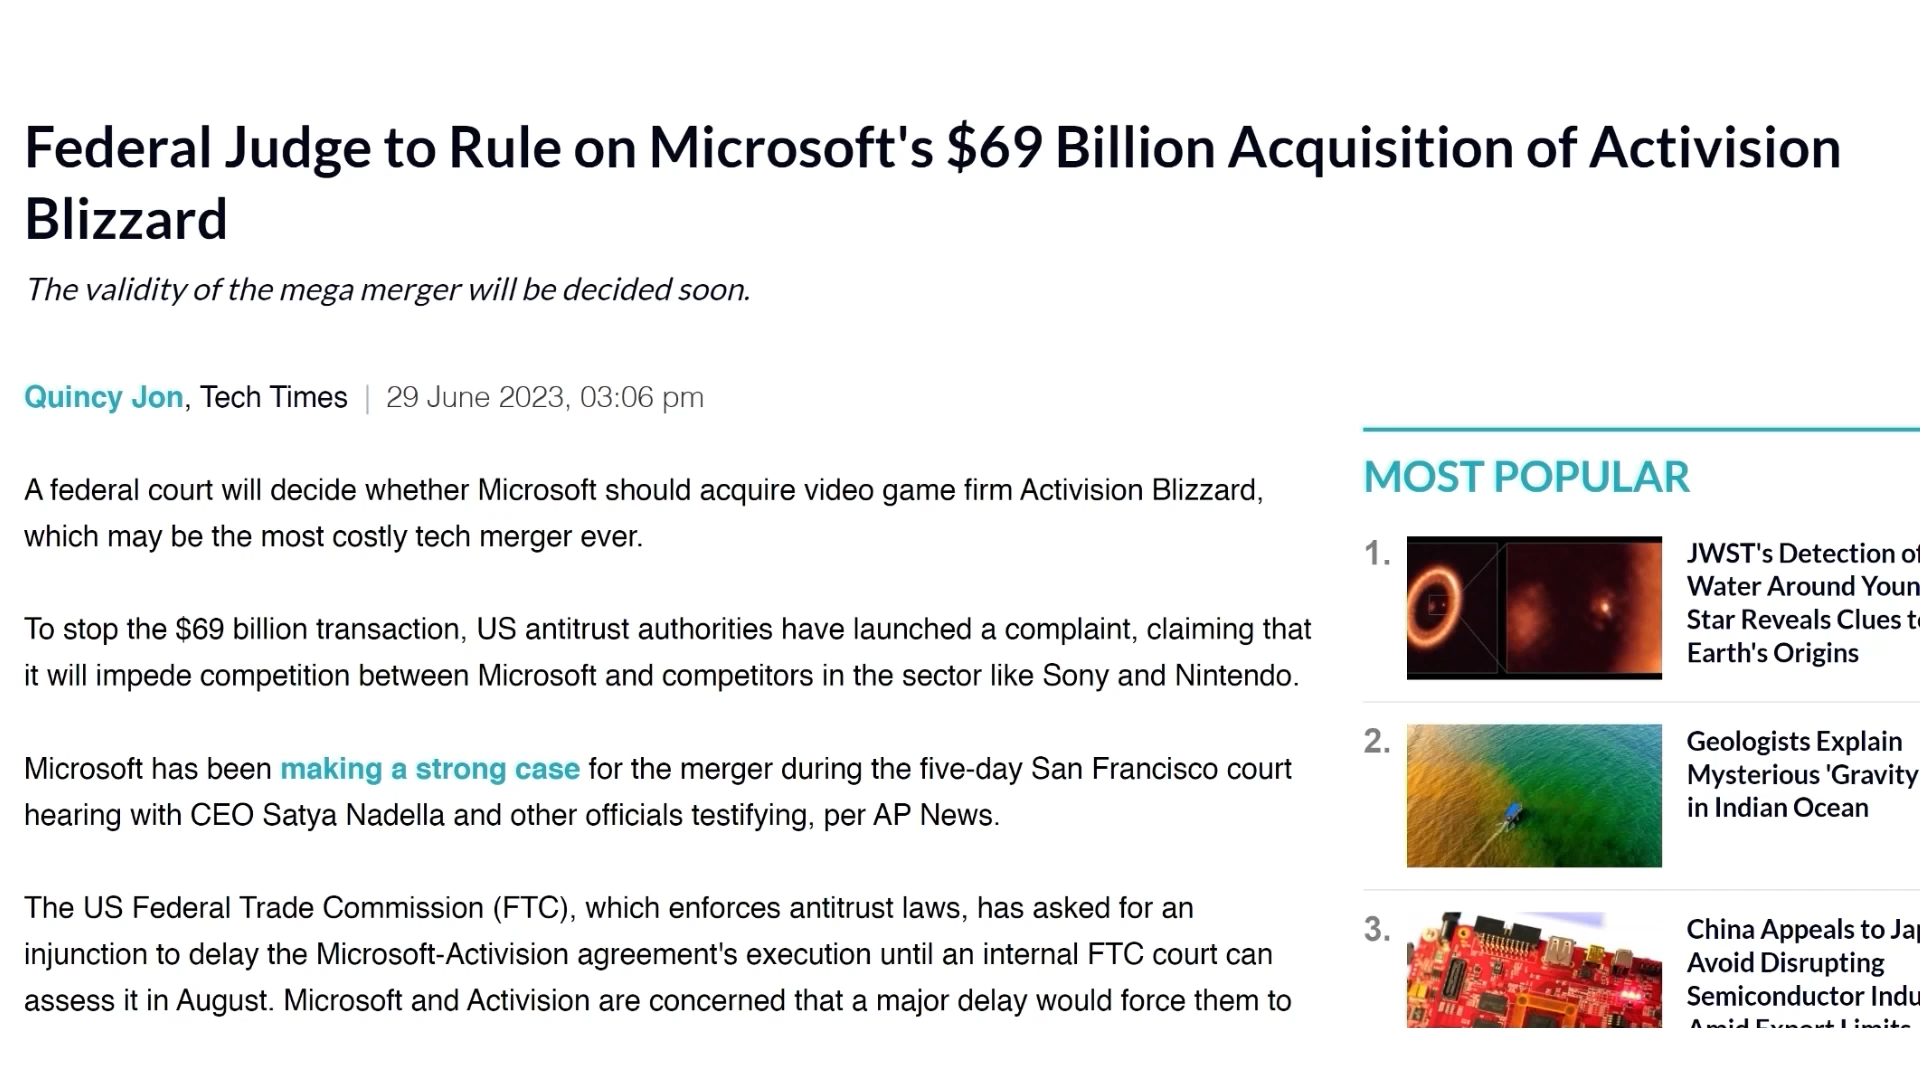 Federal Judge to Rule on Microsoft's $69 Billion Acquisition of Activision
Blizzard
The validity of the mega merger will be decided soon.
Quincy Jon, Tech Times | 29 June 2023, 03:06 pm
A federal court will decide whether Microsoft should acquire video game firm Activision Blizzard,
which may be the most costly tech merger ever.
To stop the $69 billion transaction, US antitrust authorities have launched a complaint, claiming that
it will impede competition between Microsoft and competitors in the sector like Sony and Nintendo.
Microsoft has been making a strong case for the merger during the five-day San Francisco court
hearing with CEO Satya Nadella and other officials testifying, per AP News.
The US Federal Trade Commission (FTC), which enforces antitrust laws, has asked for an
injunction to delay the Microsoft-Activision agreement's execution until an internal FTC court can
assess it in August. Microsoft and Activision are concerned that a major delay would force them to
MOST POPULAR
1.
JWST's Detection of
Water Around Youn
Star Reveals Clues to
Earth's Origins
2.
Geologists Explain
Mysterious 'Gravity
in Indian Ocean
3.
China Appeals to Jap
Avoid Disrupting
Semiconductor Indu
Amid Export Limits